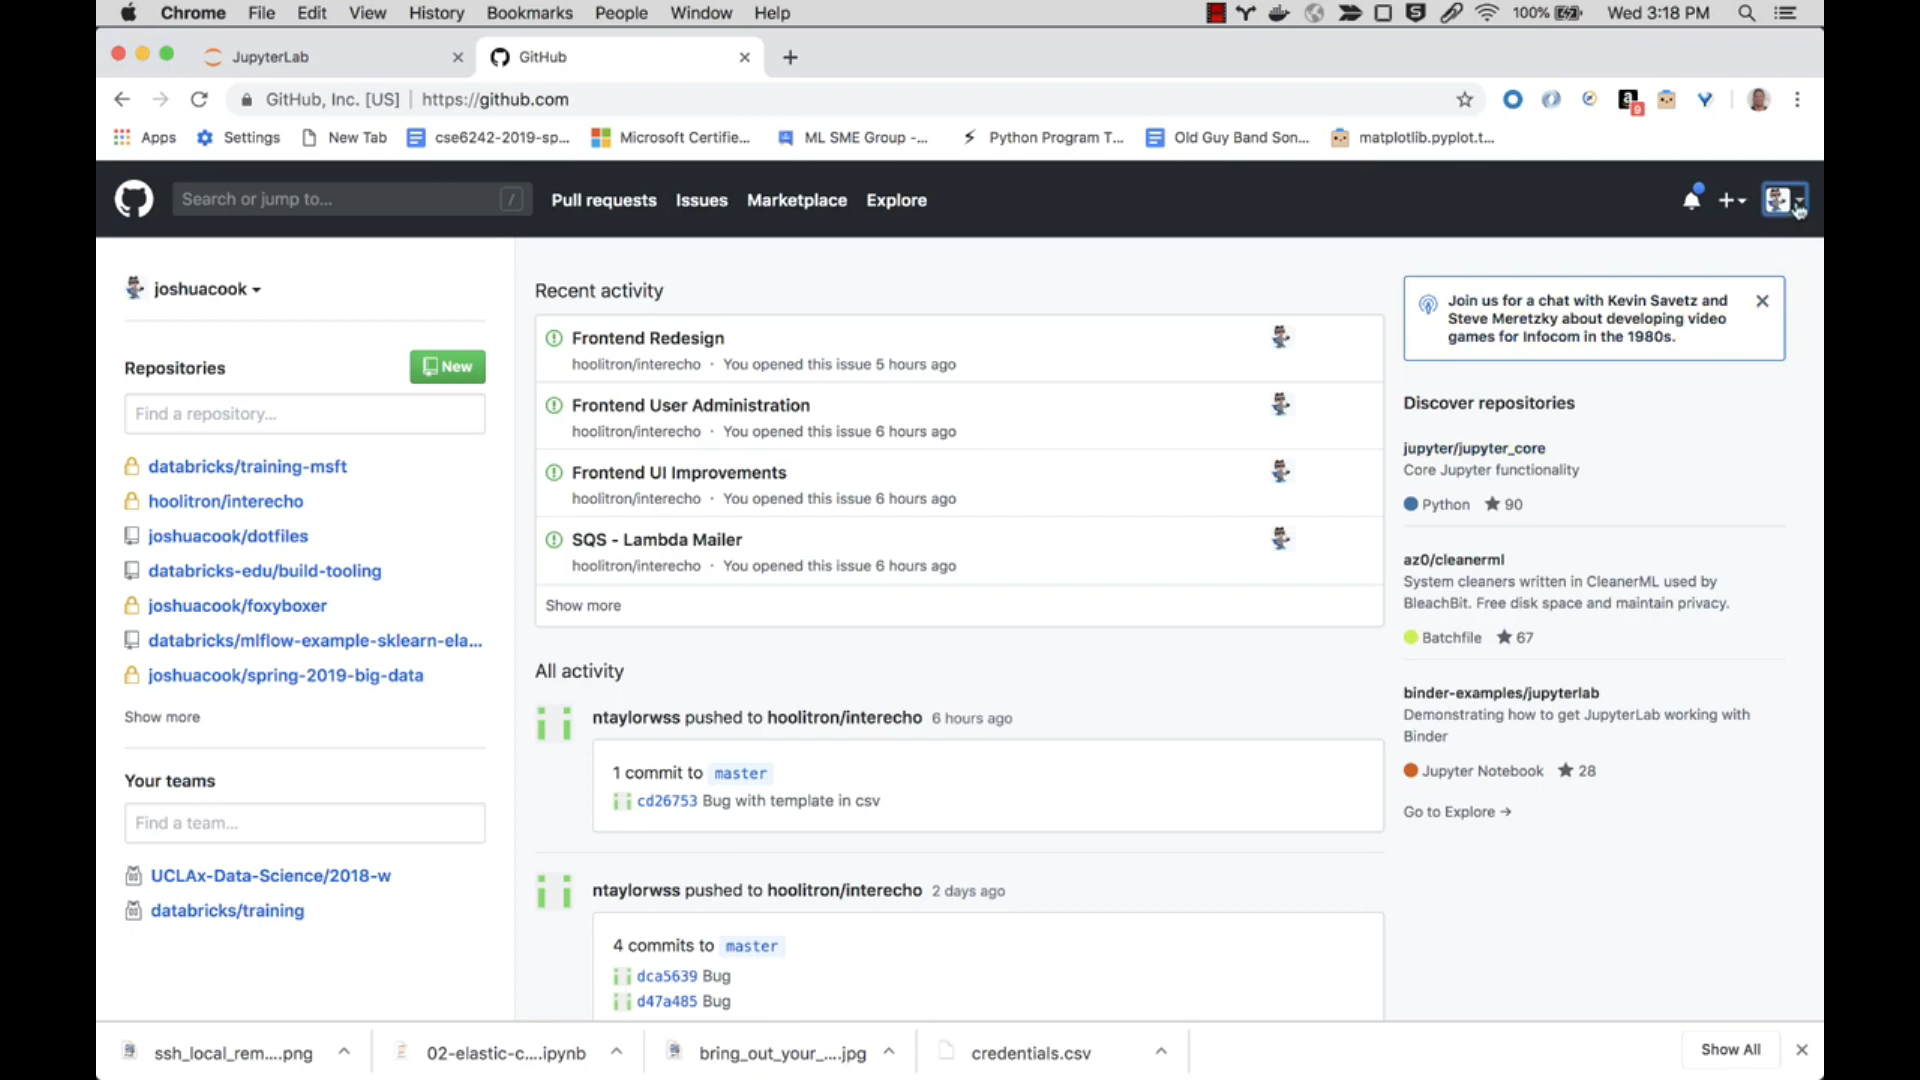 Chrome File Edit View History Bookmarks People Window Help 100% Wed 3:18 PM
JupyterLab GitHub
GitHub, Inc. [US] https://github.com
Apps Settings New Tab cse6242-2019-sp... Microsoft Certifie... ML SME Group -... Python Program T... Old Guy Band Son... matplotlib.pyplot.t...
Search or jump to... / Pull requests Issues Marketplace Explore
joshuacook
Repositories New
Find a repository...
databricks/training-msft
hoolitron/interecho
joshuacook/dotfiles
databricks-edu/build-tooling
joshuacook/foxyboxer
databricks/mlflow-example-sklearn-ela...
joshuacook/spring-2019-big-data
Show more
Your teams
Find a team...
UCLAx-Data-Science/2018-w
databricks/training
Recent activity
Frontend Redesign
hoolitron/interecho · You opened this issue 5 hours ago
Frontend User Administration
hoolitron/interecho · You opened this issue 6 hours ago
Frontend UI Improvements
hoolitron/interecho · You opened this issue 6 hours ago
SQS - Lambda Mailer
hoolitron/interecho · You opened this issue 6 hours ago
Show more
All activity
ntaylorwss pushed to hoolitron/interecho 6 hours ago
1 commit to master
cd26753 Bug with template in csv
ntaylorwss pushed to hoolitron/interecho 2 days ago
4 commits to master
dca5639 Bug
d47a485 Bug
Join us for a chat with Kevin Savetz and
Steve Meretzky about developing video
games for Infocom in the 1980s.
Discover repositories
jupyter/jupyter_core
Core Jupyter functionality
Python 90
az0/cleanerml
System cleaners written in CleanerML used by
BleachBit. Free disk space and maintain privacy.
Batchfile 67
binder-examples/jupyterlab
Demonstrating how to get JupyterLab working with
Binder
Jupyter Notebook 28
Go to Explore →
ssh_local_rem....png 02-elastic-c....ipynb bring_out_your_....jpg credentials.csv Show All